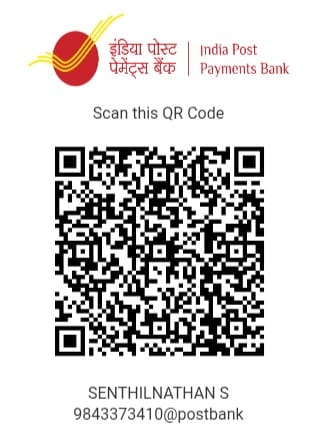 इंडिया पोस्ट
पेमेंट्स बैंक
India Post
Payments Bank
Scan this QR Code
SENTHILNATHAN S
9843373410@postbank